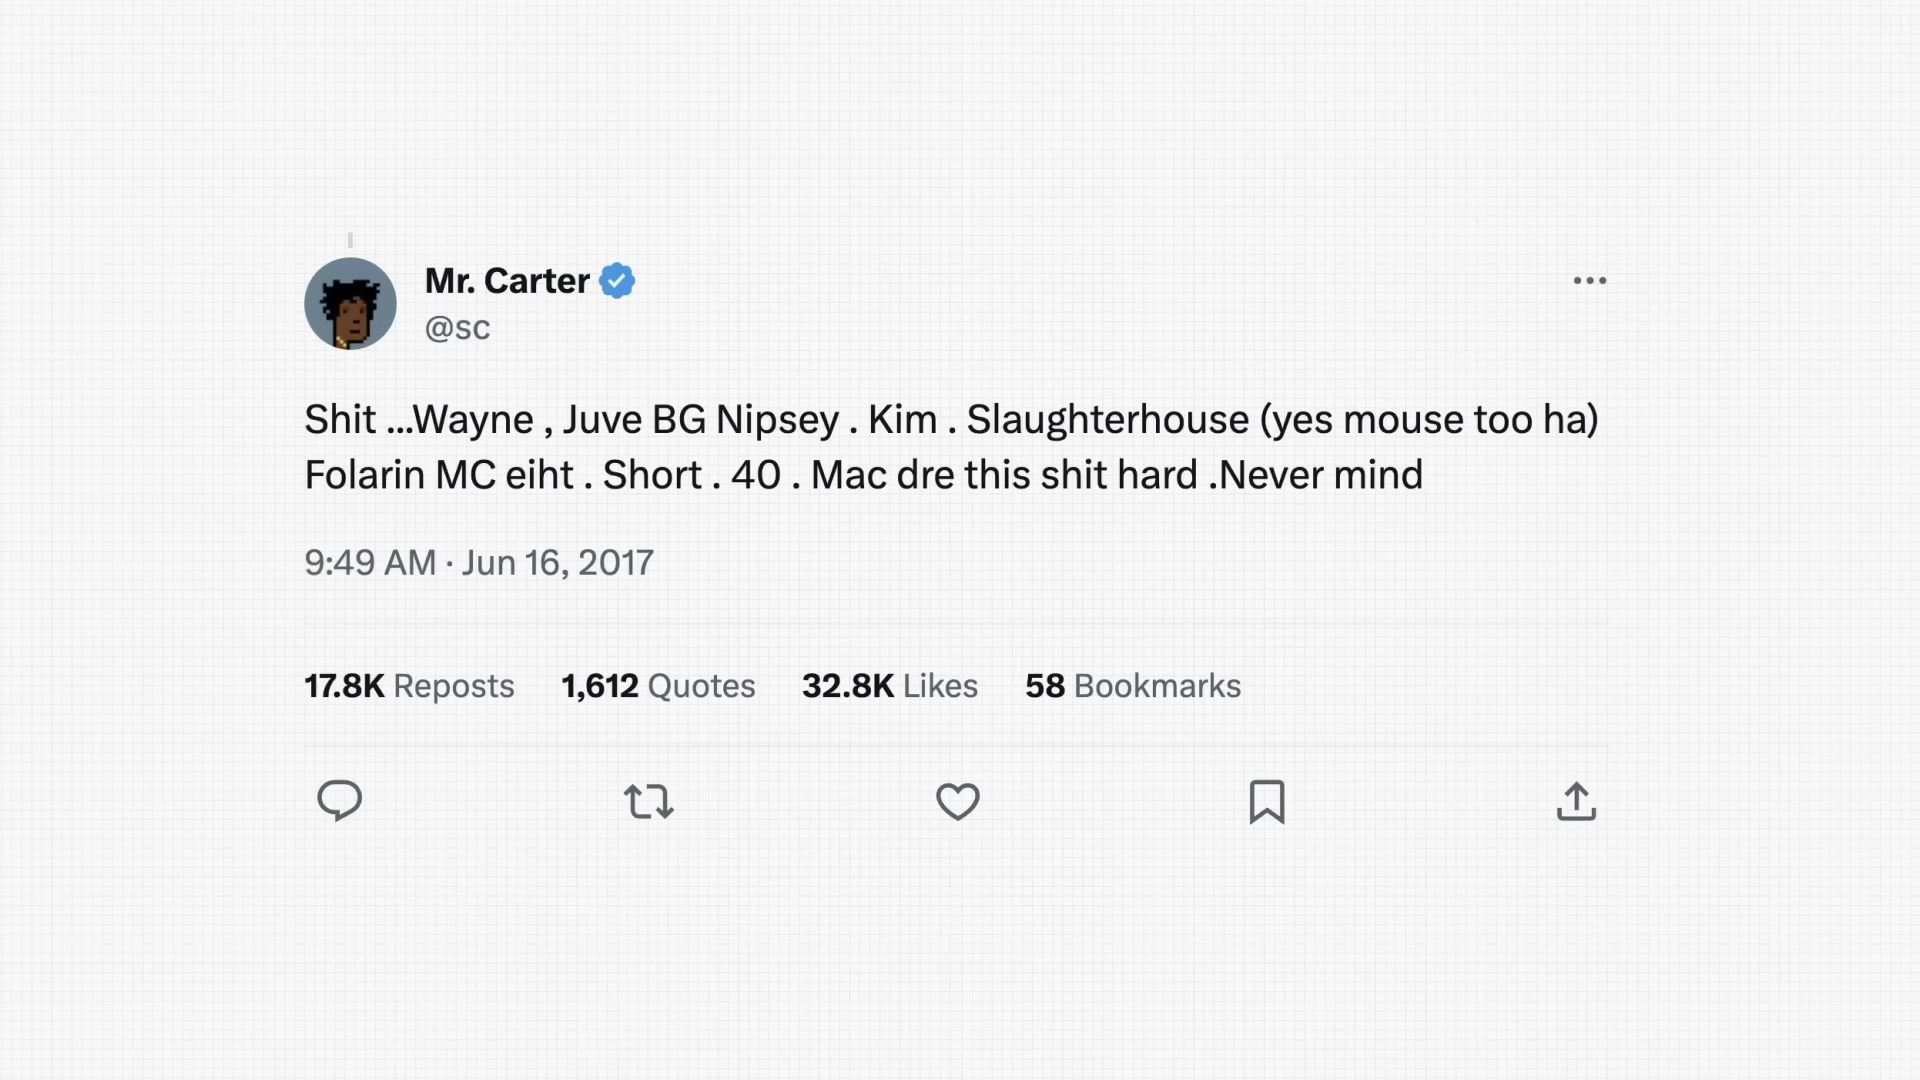 Mr. Carter
@sc
Shit ...Wayne , Juve BG Nipsey . Kim . Slaughterhouse (yes mouse too ha)
Folarin MC eiht . Short . 40 . Mac dre this shit hard .Never mind
9:49 AM · Jun 16, 2017
17.8K Reposts 1,612 Quotes 32.8K Likes 58 Bookmarks